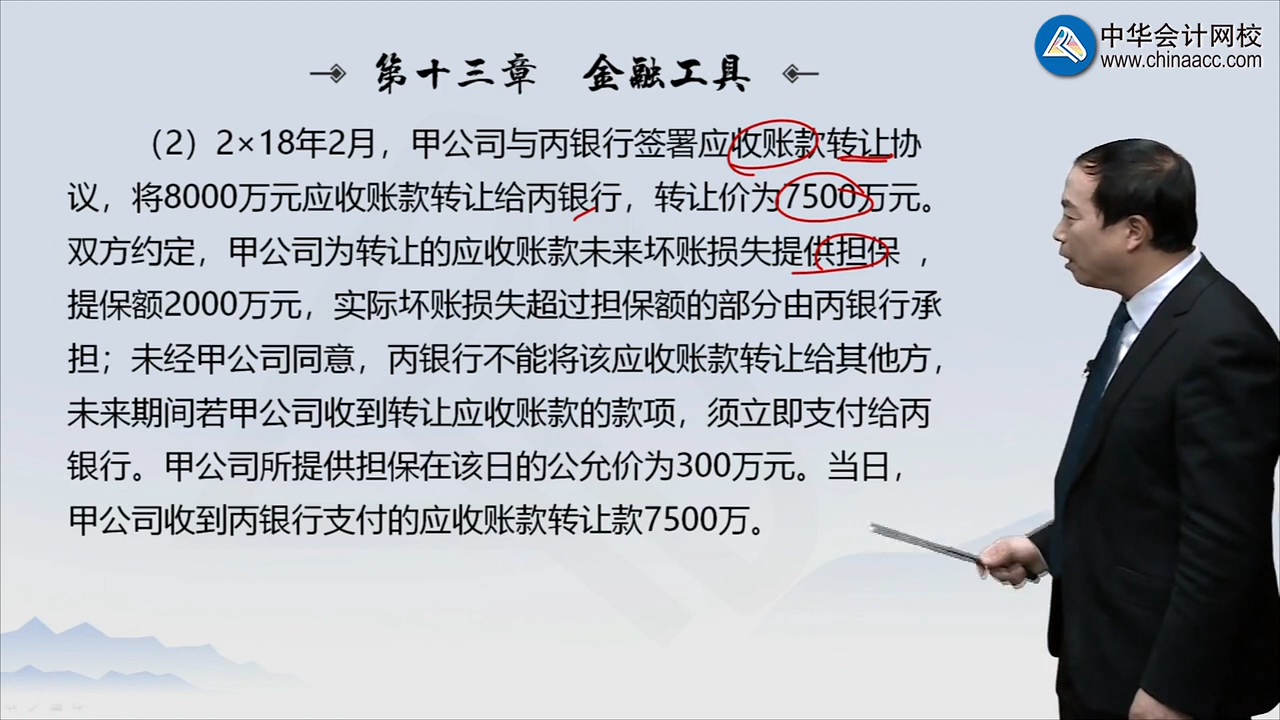 中华会计网校
www.chinaacc.com
第十三章 金融工具
（2）2×18年2月，甲公司与丙银行签署应收账款转让协
议，将8000万元应收账款转让给丙银行，转让价为7500万元。
双方约定，甲公司为转让的应收账款未来坏账损失提供担保，
提保额2000万元，实际坏账损失超过担保额的部分由丙银行承
担；未经甲公司同意，丙银行不能将该应收账款转让给其他方，
未来期间若甲公司收到转让应收账款的款项，须立即支付给丙
银行。甲公司所提供担保在该日的公允价为300万元。当日，
甲公司收到丙银行支付的应收账款转让款7500万。